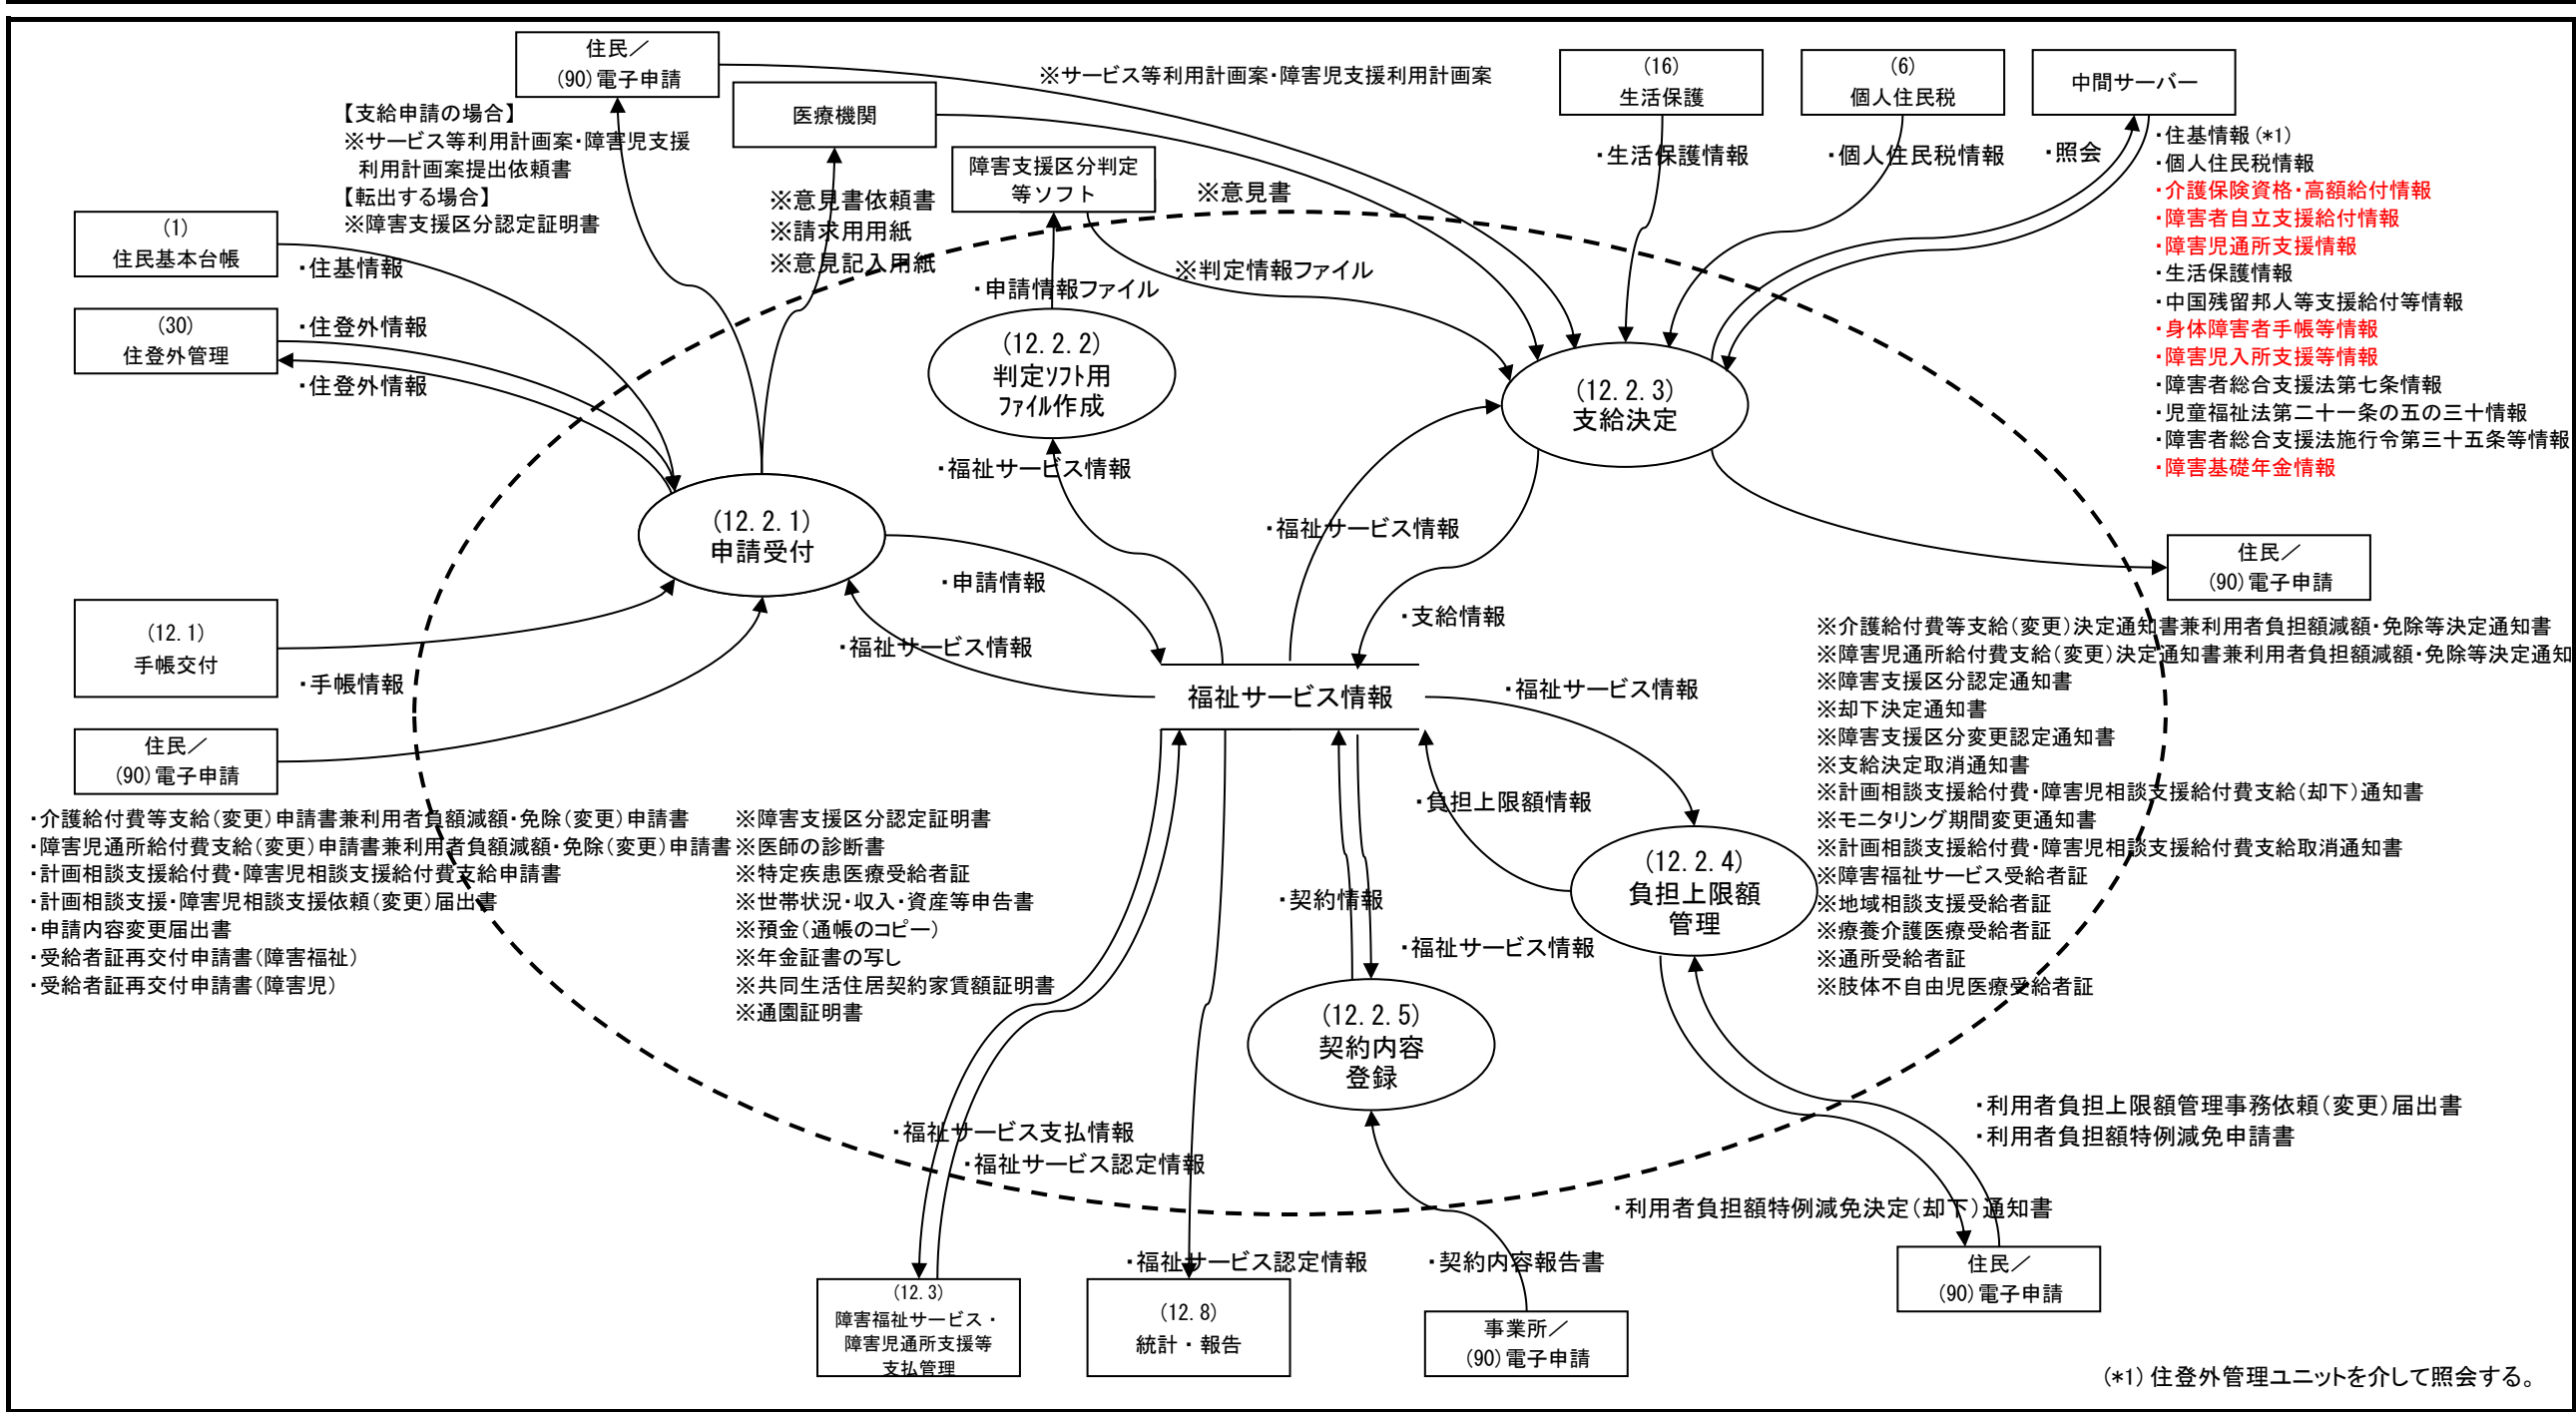 住民／
(90)電子申請
※サービス等利用計画案・障害児支援利用計画案
(16)
生活保護
(6)
個人住民税
中間サーバー
医療機関
【支給申請の場合】
※サービス等利用計画案・障害児支援
利用計画案提出依頼書
【転出する場合】
※障害支援区分認定証明書
障害支援区分判定
等ソフト
・生活保護情報
・個人住民税情報
・照会
・住基情報(*1)
・個人住民税情報
・介護保険資格・高額給付情報
・障害者自立支援給付情報
・障害児通所支援情報
・生活保護情報
・中国残留邦人等支援給付等情報
・身体障害者手帳等情報
・障害児入所支援等情報
・障害者総合支援法第七条情報
・児童福祉法第二十一条の五の三十情報
・障害者総合支援法施行令第三十五条等情報
・障害基礎年金情報
※意見書依頼書
※請求用用紙
※意見記入用紙
※意見書
(1)
住民基本台帳
・住基情報
※判定情報ファイル
・申請情報ファイル
(30)
住登外管理
・住登外情報
・住登外情報
(12.2.2)
判定ｿﾌﾄ用
ﾌｧｲﾙ作成
(12.2.3)
支給決定
・福祉サービス情報
(12.2.1)
申請受付
・福祉サービス情報
住民／
(90)電子申請
・申請情報
・支給情報
(12.1)
手帳交付
・手帳情報
・福祉サービス情報
福祉サービス情報
・福祉サービス情報
※介護給付費等支給(変更)決定通知書兼利用者負担額減額・免除等決定通知書
※障害児通所給付費支給(変更)決定通知書兼利用者負担額減額・免除等決定通知
※障害支援区分認定通知書
※却下決定通知書
※障害支援区分変更認定通知書
※支給決定取消通知書
※計画相談支援給付費・障害児相談支援給付費支給(却下)通知書
※モニタリング期間変更通知書
※計画相談支援給付費・障害児相談支援給付費支給取消通知書
※障害福祉サービス受給者証
※地域相談支援受給者証
※療養介護医療受給者証
※通所受給者証
※肢体不自由児医療受給者証
住民／
(90)電子申請
・介護給付費等支給(変更)申請書兼利用者負額減額・免除(変更)申請書
・障害児通所給付費支給(変更)申請書兼利用者負額減額・免除(変更)申請書
・計画相談支援給付費・障害児相談支援給付費支給申請書
・計画相談支援・障害児相談支援依頼(変更)届出書
・申請内容変更届出書
・受給者証再交付申請書(障害福祉)
・受給者証再交付申請書(障害児)
※障害支援区分認定証明書
※医師の診断書
※特定疾患医療受給者証
※世帯状況・収入・資産等申告書
※預金(通帳のコピー)
※年金証書の写し
※共同生活住居契約家賃額証明書
※通園証明書
・負担上限額情報
(12.2.4)
負担上限額
管理
・契約情報
・福祉サービス情報
(12.2.5)
契約内容
登録
・利用者負担上限額管理事務依頼(変更)届出書
・利用者負担額特例減免申請書
・福祉サービス支払情報
・福祉サービス認定情報
・利用者負担額特例減免決定(却下)通知書
・福祉サービス認定情報
・契約内容報告書
(12.3)
障害福祉サービス・
障害児通所支援等
支払管理
(12.8)
統計・報告
事業所／
(90)電子申請
住民／
(90)電子申請
(*1)住登外管理ユニットを介して照会する。